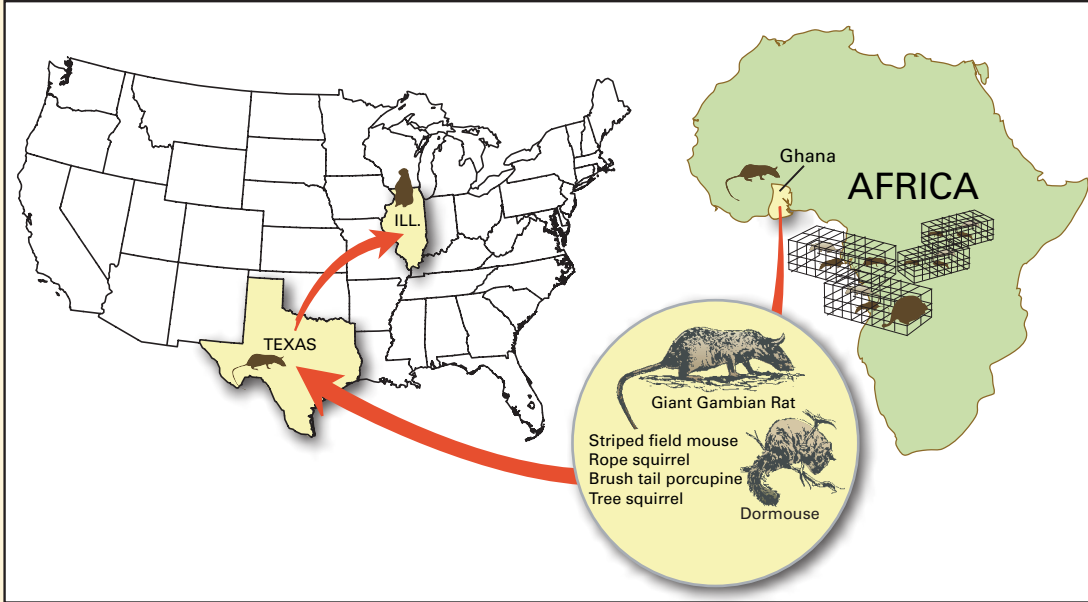 Ghana
AFRICA
ILL.
TEXAS
Giant Gambian Rat
Striped field mouse
Rope squirrel
Brush tail porcupine
Tree squirrel
Dormouse